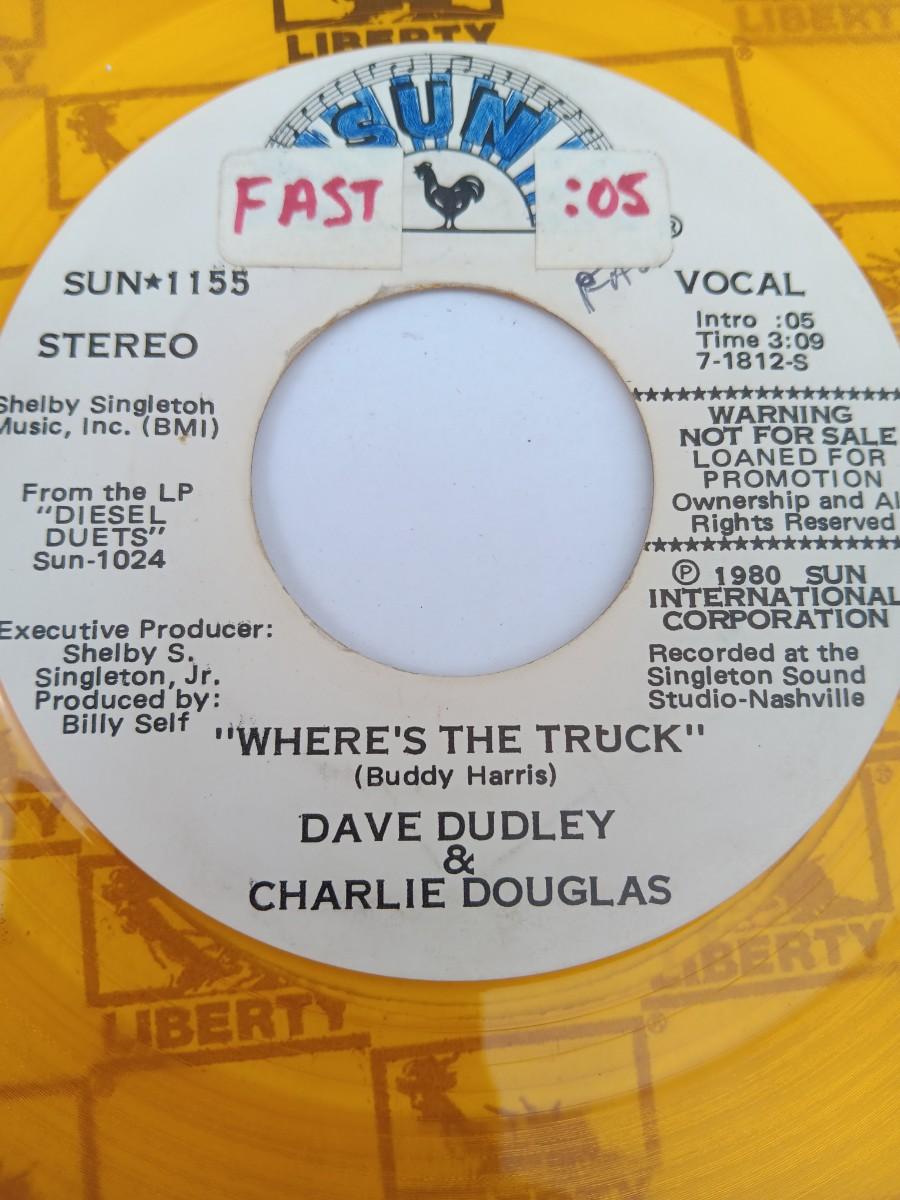 LIBERTY
LIBERTY
SUN
FAST
:05
®
SUN★1155
VOCAL
STEREO
Intro :05
Time 3:09
7-1812-S
Shelby Singleton
Music, Inc. (BMI)
WARNING
NOT FOR SALE
LOANED FOR
PROMOTION
Ownership and Al
Rights Reserved
From the LP
"DIESEL
DUETS"
Sun-1024
℗ 1980 SUN
INTERNATIONAL
CORPORATION
Executive Producer:
Shelby S.
Singleton, Jr.
Produced by:
Billy Self
Recorded at the
Singleton Sound
Studio-Nashville
"WHERE'S THE TRUCK"
(Buddy Harris)
DAVE DUDLEY
&
CHARLIE DOUGLAS
LIBERTY
LIBERTY